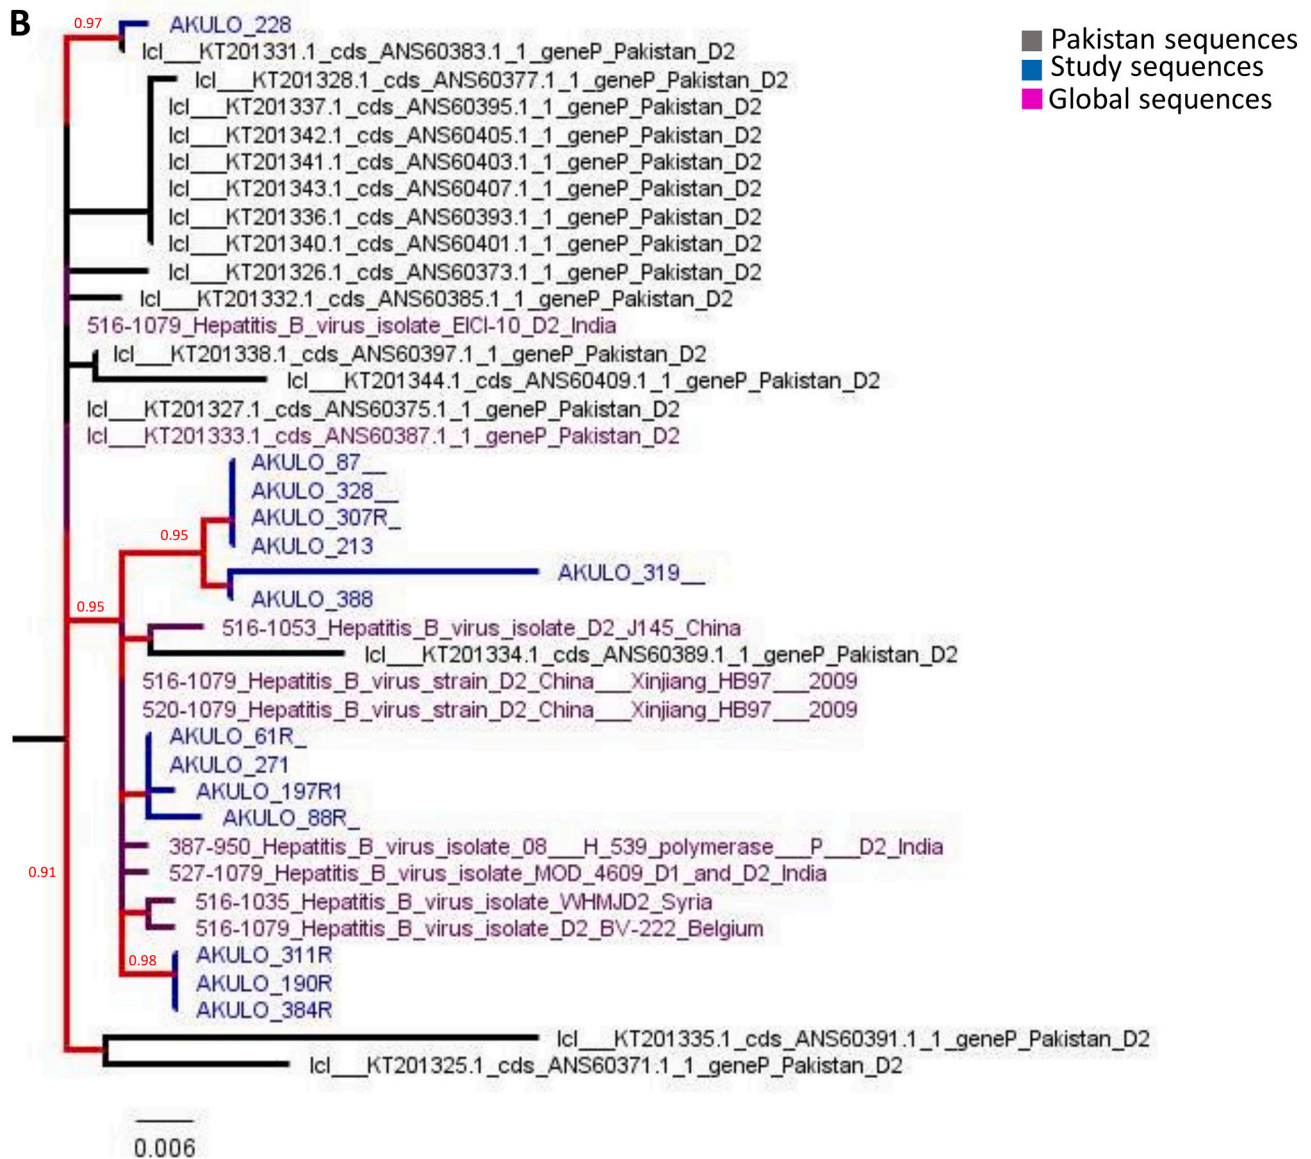 B
0.97
AKULO_228
lcl___KT201331.1_cds_ANS60383.1_1_geneP_Pakistan_D2
lcl___KT201328.1_cds_ANS60377.1_1_geneP_Pakistan_D2
lcl___KT201337.1_cds_ANS60395.1_1_geneP_Pakistan_D2
lcl___KT201342.1_cds_ANS60405.1_1_geneP_Pakistan_D2
lcl___KT201341.1_cds_ANS60403.1_1_geneP_Pakistan_D2
lcl___KT201343.1_cds_ANS60407.1_1_geneP_Pakistan_D2
lcl___KT201336.1_cds_ANS60393.1_1_geneP_Pakistan_D2
lcl___KT201340.1_cds_ANS60401.1_1_geneP_Pakistan_D2
lcl___KT201326.1_cds_ANS60373.1_1_geneP_Pakistan_D2
lcl___KT201332.1_cds_ANS60385.1_1_geneP_Pakistan_D2
516-1079_Hepatitis_B_virus_isolate_EICI-10_D2_India
lcl___KT201338.1_cds_ANS60397.1_1_geneP_Pakistan_D2
lcl___KT201344.1_cds_ANS60409.1_1_geneP_Pakistan_D2
lcl___KT201327.1_cds_ANS60375.1_1_geneP_Pakistan_D2
lcl___KT201333.1_cds_ANS60387.1_1_geneP_Pakistan_D2
AKULO_87__
AKULO_328__
AKULO_307R_
0.95
AKULO_213
AKULO_319__
AKULO_388
0.95
516-1053_Hepatitis_B_virus_isolate_D2_J145_China
lcl___KT201334.1_cds_ANS60389.1_1_geneP_Pakistan_D2
516-1079_Hepatitis_B_virus_strain_D2_China___Xinjiang_HB97___2009
520-1079_Hepatitis_B_virus_strain_D2_China___Xinjiang_HB97___2009
AKULO_61R_
AKULO_271
AKULO_197R1
AKULO_88R_
387-950_Hepatitis_B_virus_isolate_08___H_539_polymerase___P___D2_India
0.91
527-1079_Hepatitis_B_virus_isolate_MOD_4609_D1_and_D2_India
516-1035_Hepatitis_B_virus_isolate_WHMJD2_Syria
516-1079_Hepatitis_B_virus_isolate_D2_BV-222_Belgium
AKULO_311R
0.98
AKULO_190R
AKULO_384R
lcl___KT201335.1_cds_ANS60391.1_1_geneP_Pakistan_D2
lcl___KT201325.1_cds_ANS60371.1_1_geneP_Pakistan_D2
0.006
Pakistan sequences
Study sequences
Global sequences